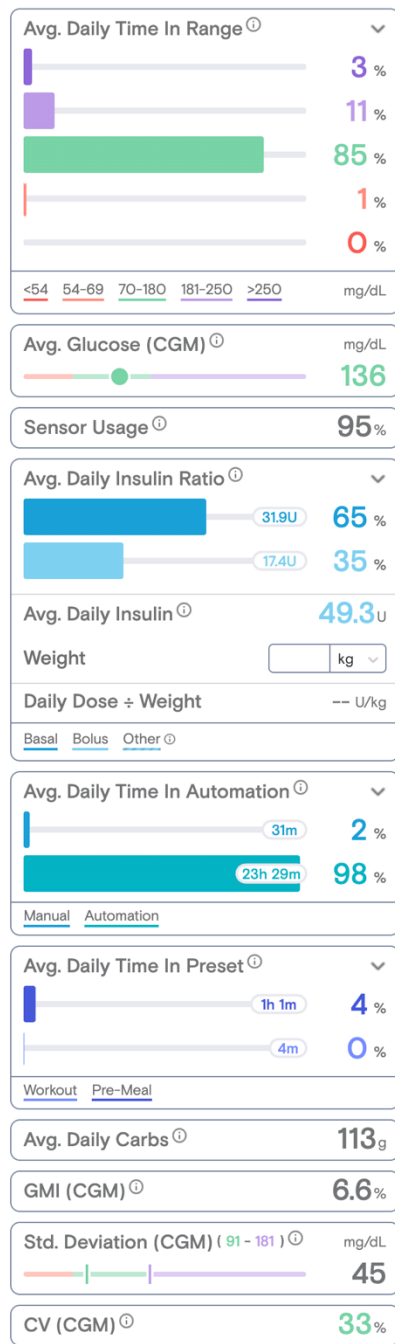 Avg. Daily Time In Range
3 %
11 %
85 %
1 %
0 %
<54 54-69 70-180 181-250 >250 mg/dL
Avg. Glucose (CGM) mg/dL
136
Sensor Usage 95%
Avg. Daily Insulin Ratio
31.9U 65 %
17.4U 35 %
Avg. Daily Insulin 49.3U
Weight kg
Daily Dose ÷ Weight -- U/kg
Basal Bolus Other
Avg. Daily Time In Automation
31m 2 %
23h 29m 98 %
Manual Automation
Avg. Daily Time In Preset
1h 1m 4 %
4m 0 %
Workout Pre-Meal
Avg. Daily Carbs 113g
GMI (CGM) 6.6%
Std. Deviation (CGM) ( 91 - 181 ) mg/dL
45
CV (CGM) 33%